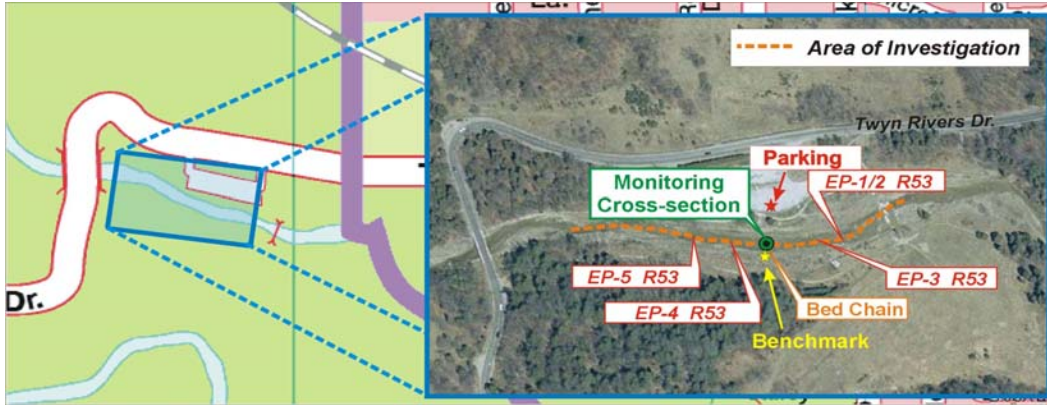 Area of Investigation
Twyn Rivers Dr.
Parking
EP-1/2 R53
Monitoring
Cross-section
EP-5 R53
EP-3 R53
EP-4 R53
Bed Chain
Benchmark
Dr.
La.